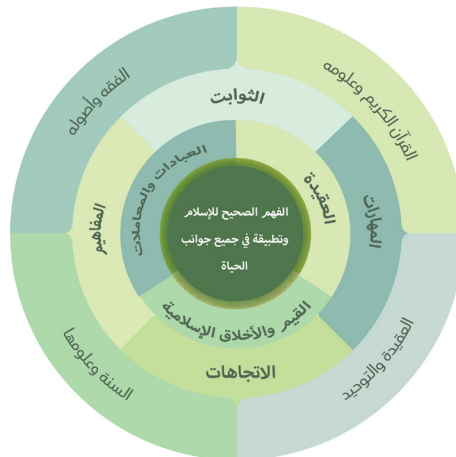 القرآن الكريم وعلومه
الفقه وأصوله
الثوابت
العبادات والمعاملات
العقيدة
المهارات
المفاهيم
الفهم الصحيح للإسلام
وتطبيقة في جميع جوانب
الحياة
القيم والأخلاق الإسلامية
الاتجاهات
العقيدة والتوحيد
السنة وعلومها